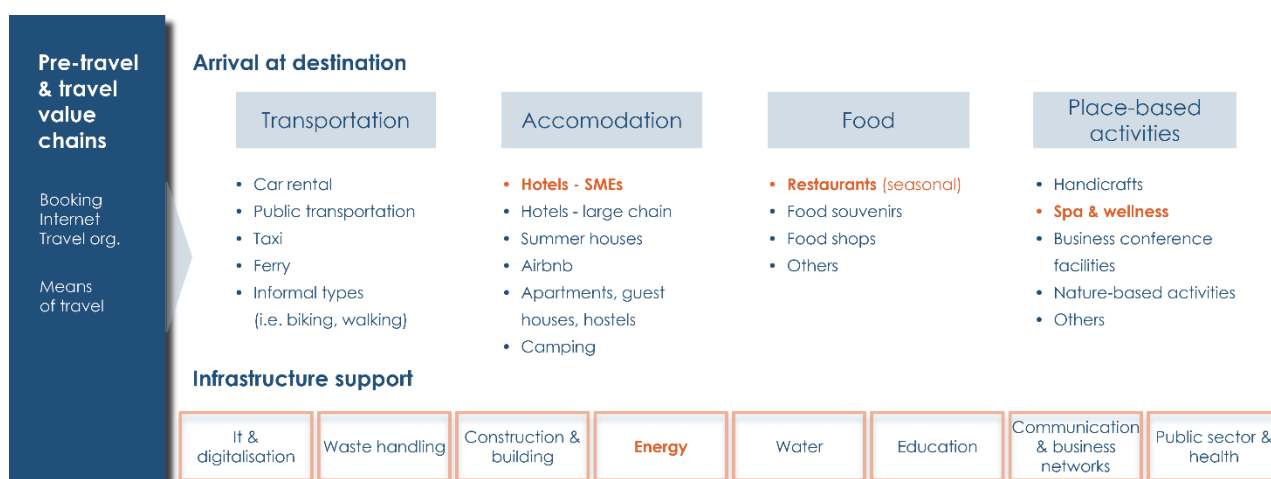 Pre-travel
& travel
value
chains
Booking
Internet
Travel org.
Means
of travel
Arrival at destination
Transportation
• Car rental
• Public transportation
• Taxi
• Ferry
• Informal types
(i.e. biking, walking)
Accomodation
• Hotels - SMEs
• Hotels - large chain
• Summer houses
• Airbnb
• Apartments, guest
houses, hostels
• Camping
Food
• Restaurants (seasonal)
• Food souvenirs
• Food shops
• Others
Place-based
activities
• Handicrafts
• Spa & wellness
• Business conference
facilities
• Nature-based activities
• Others
Infrastructure support
It &
digitalisation
Waste handling
Construction &
building
Energy
Water
Education
Communication
& business
networks
Public sector &
health